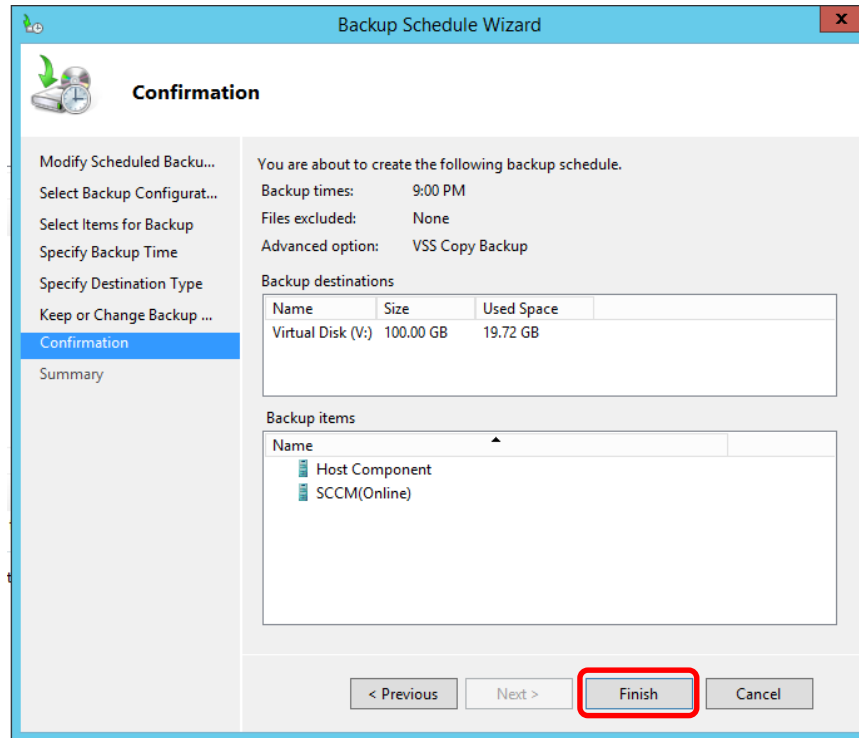 Backup Schedule Wizard
x
Confirmation
Modify Scheduled Backu...
Select Backup Configurat...
Select Items for Backup
Specify Backup Time
Specify Destination Type
Keep or Change Backup ...
Confirmation
Summary
You are about to create the following backup schedule.
Backup times: 9:00 PM
Files excluded: None
Advanced option: VSS Copy Backup
Backup destinations
Name Size Used Space
Virtual Disk (V:) 100.00 GB 19.72 GB
Backup items
Name
Host Component
SCCM(Online)
< Previous Next > Finish Cancel